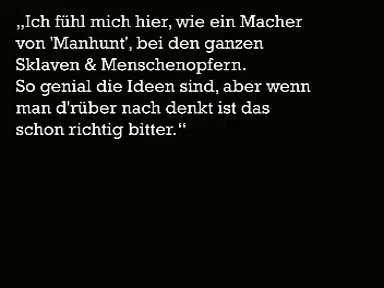 „Ich fühl mich hier, wie ein Macher
von 'Manhunt', bei den ganzen
Sklaven & Menschenopfern.
So genial die Ideen sind, aber wenn
man d'rüber nach denkt ist das
schon richtig bitter.“